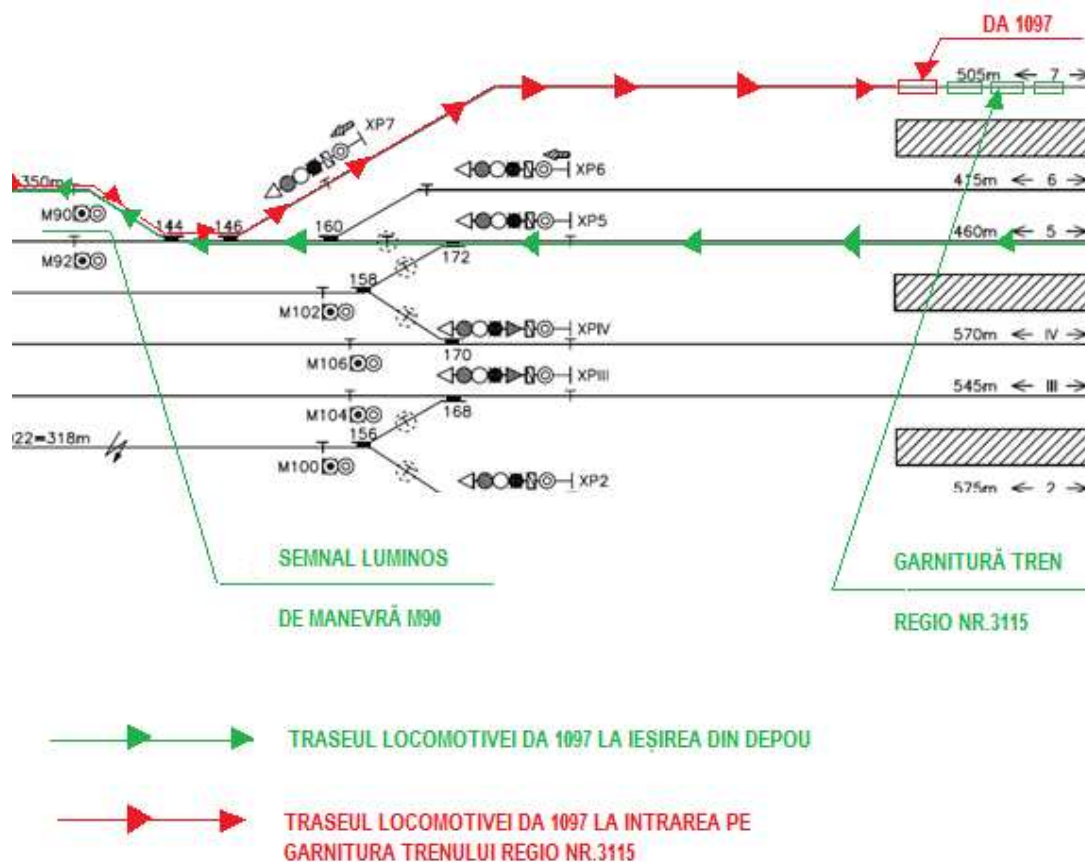 DA 1097
505m ← 7 →
XP7
XP6
350m
415m ← 6 →
M90
144
146
160
XP5
460m ← 5 →
M92
172
158
M102
XPIV
570m ← IV →
170
M106
XPIII
545m ← III →
M104
168
022=318m
156
M100
XP2
575m ← 2 →
SEMNAL LUMINOS
DE MANEVRĂ M90
GARNITURĂ TREN
REGIO NR.3115
TRASEUL LOCOMOTIVEI DA 1097 LA IEȘIREA DIN DEPOU
TRASEUL LOCOMOTIVEI DA 1097 LA INTRAREA PE
GARNITURA TRENULUI REGIO NR.3115